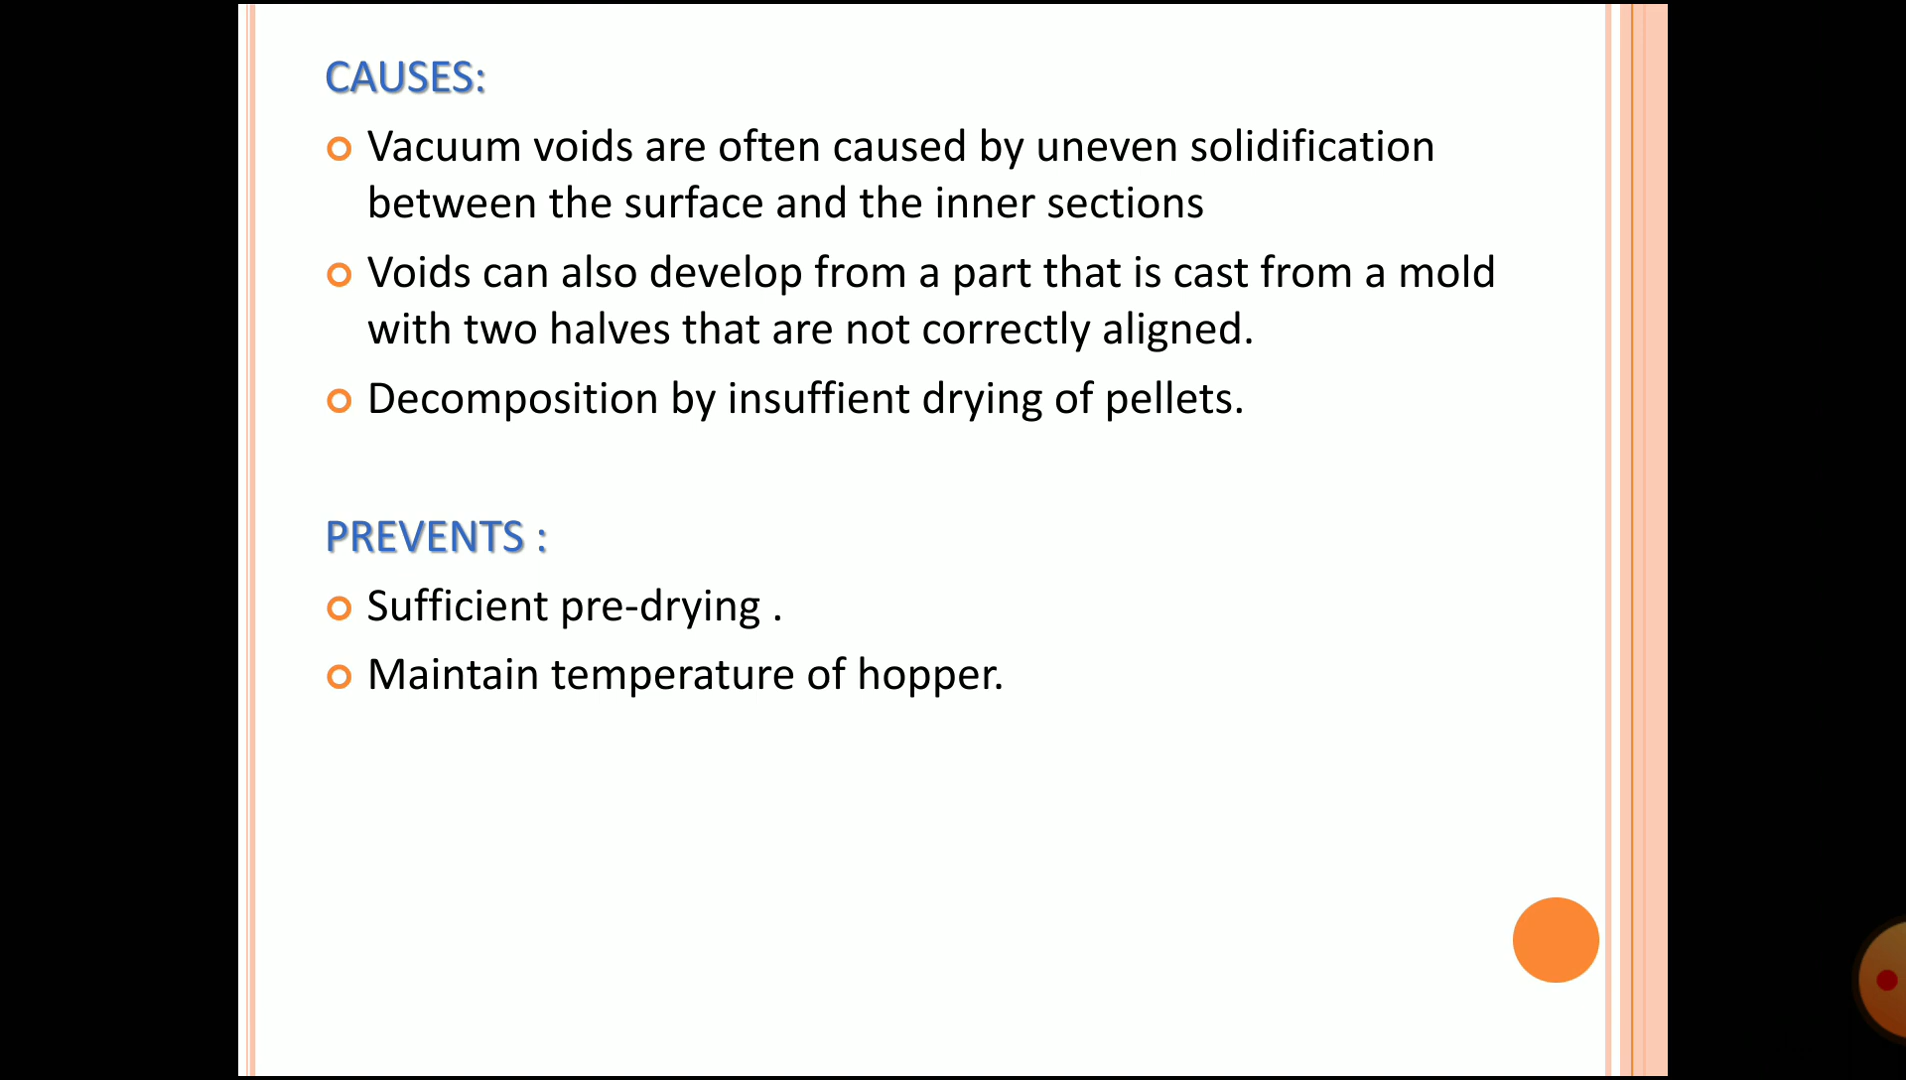 CAUSES:
Vacuum voids are often caused by uneven solidification
between the surface and the inner sections
Voids can also develop from a part that is cast from a mold
with two halves that are not correctly aligned.
Decomposition by insuffient drying of pellets.
PREVENTS :
Sufficient pre-drying .
Maintain temperature of hopper.